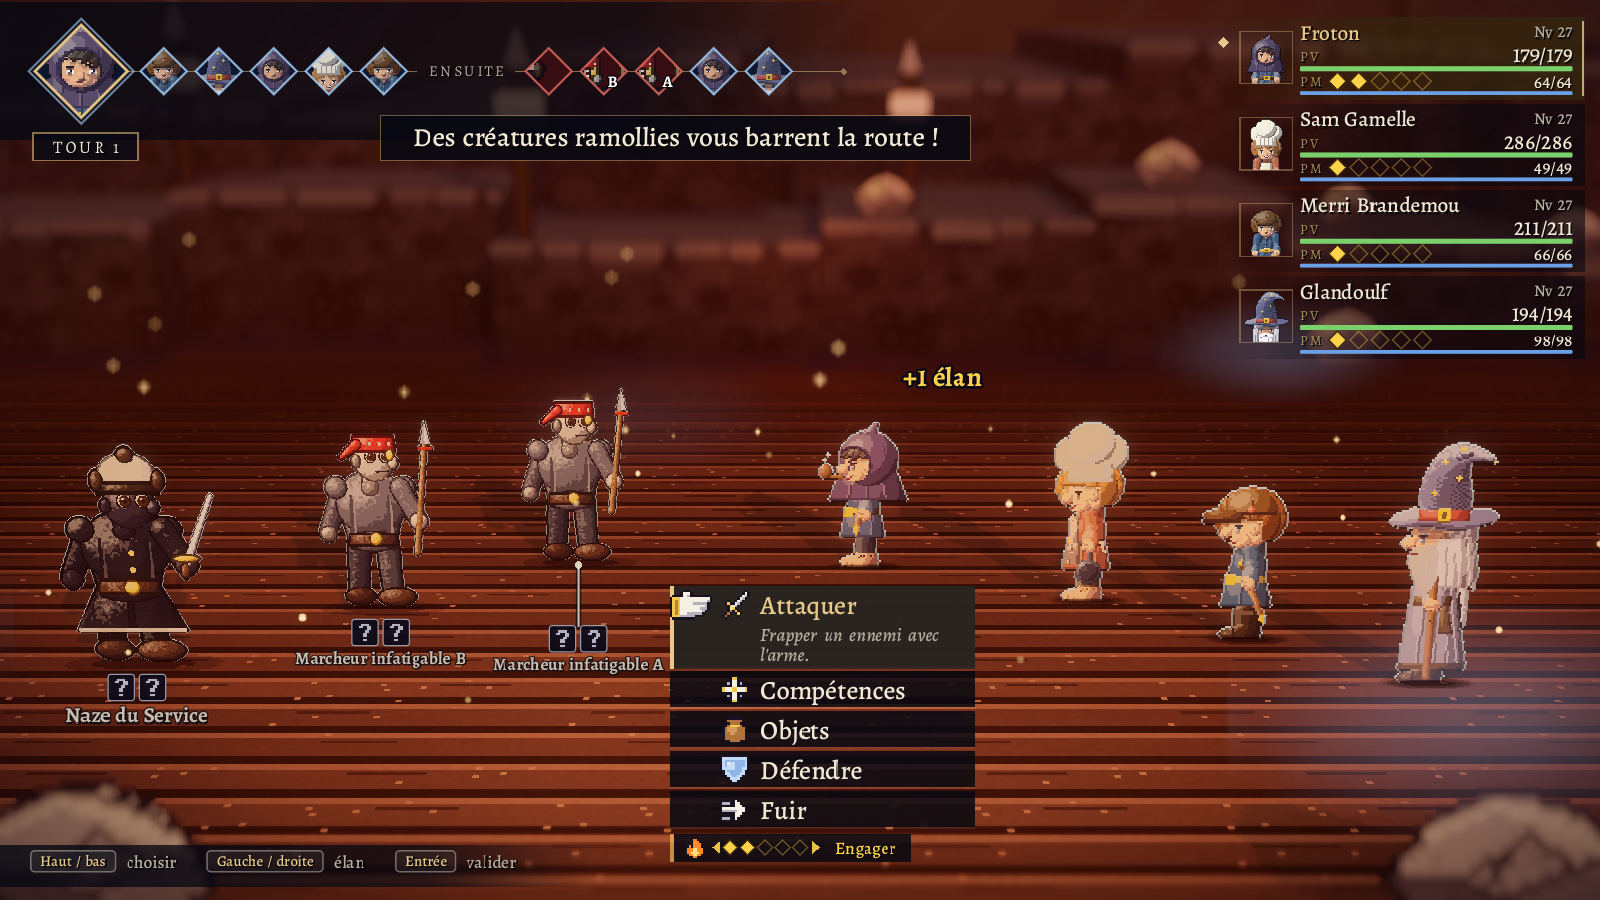 ENSUITE
B
A
TOUR 1
Des créatures ramollies vous barrent la route !
Froton Nv 27
PV 179/179
PM 64/64
Sam Gamelle Nv 27
PV 286/286
PM 49/49
Merri Brandemou Nv 27
PV 211/211
PM 66/66
Glandoulf Nv 27
PV 194/194
PM 98/98
+1 élan
? ?
Marcheur infatigable B
? ?
Marcheur infatigable A
? ?
Naze du Service
Attaquer
Frapper un ennemi avec
l'arme.
Compétences
Objets
Défendre
Fuir
Engager
Haut / bas choisir Gauche / droite élan Entrée valider